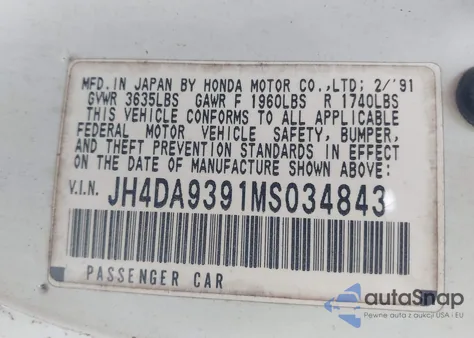 MFD. IN JAPAN BY HONDA MOTOR CO.,LTD; 2/'91
GVWR 3635LBS GAWR F 1960LBS R 1740LBS
THIS VEHICLE CONFORMS TO ALL APPLICABLE
FEDERAL MOTOR VEHICLE SAFETY, BUMPER,
AND THEFT PREVENTION STANDARDS IN EFFECT
ON THE DATE OF MANUFACTURE SHOWN ABOVE:
V.I.N. JH4DA9391MS034843
PASSENGER CAR
autoSnap
Pewne auta z aukcji USA i EU